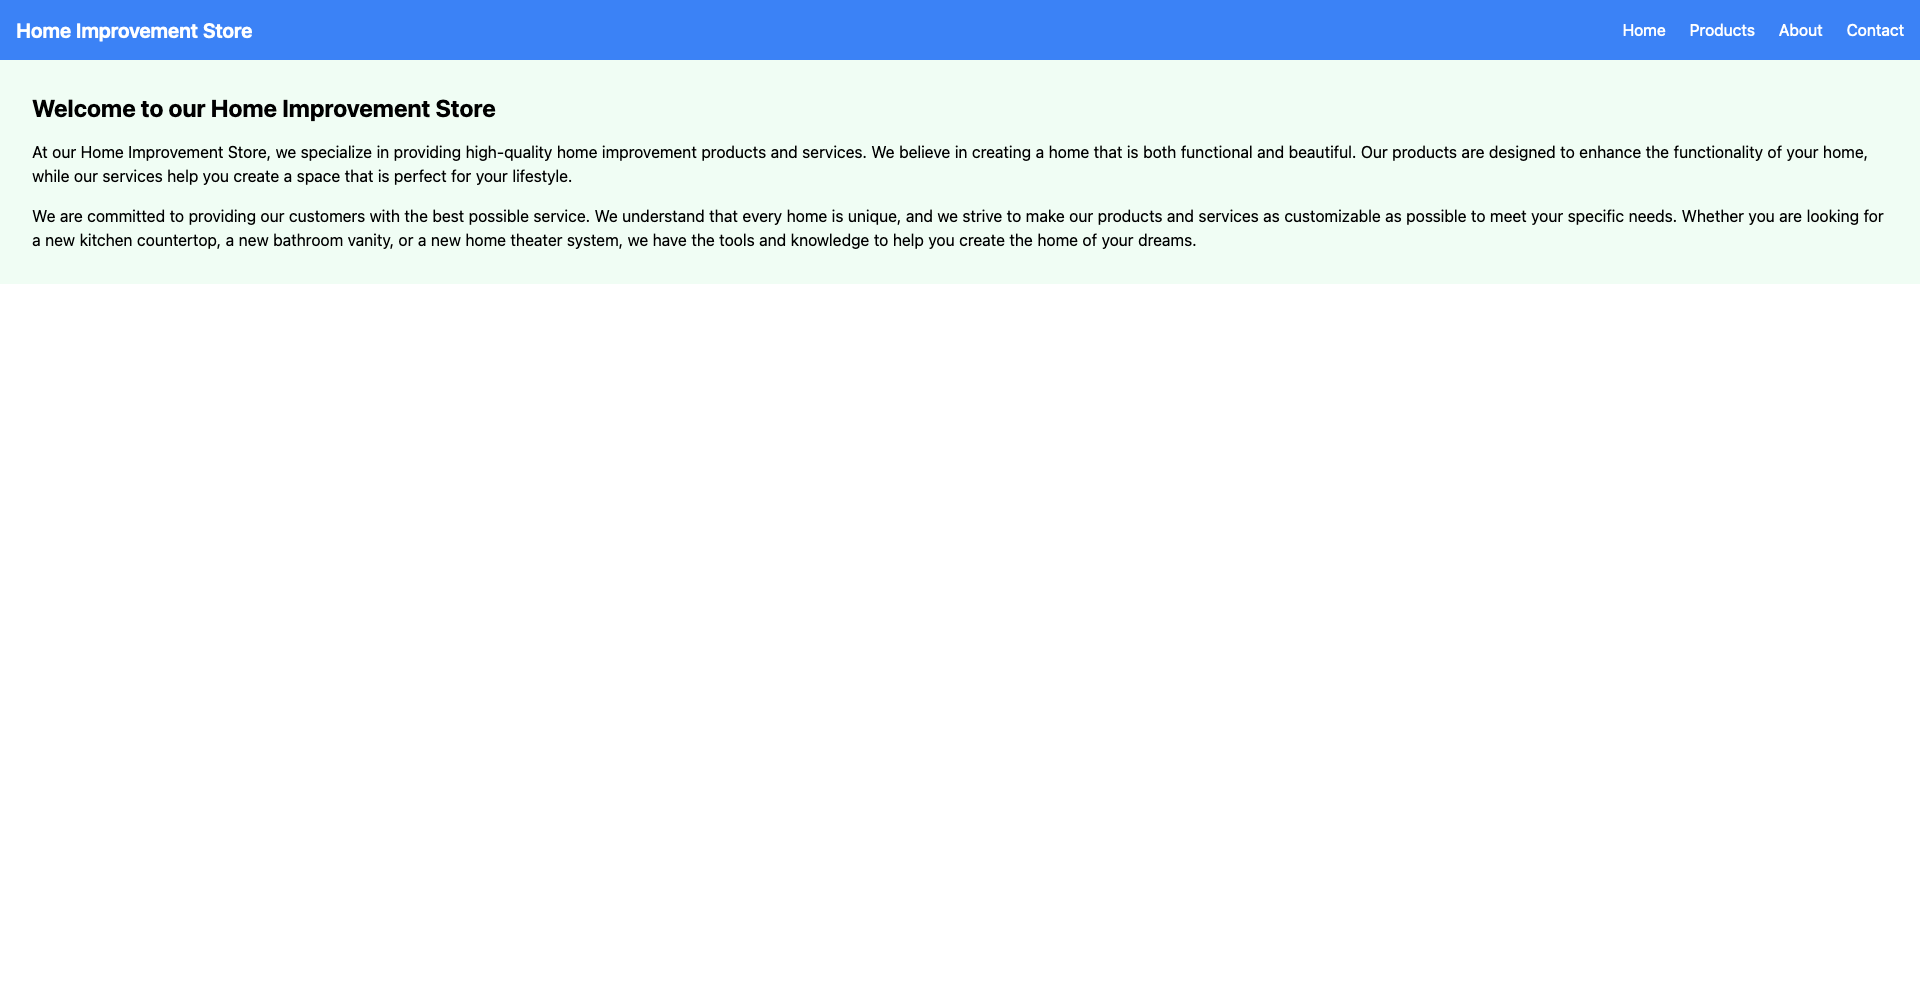 Home Improvement Store
Home Products About Contact
Welcome to our Home Improvement Store
At our Home Improvement Store, we specialize in providing high-quality home improvement products and services. We believe in creating a home that is both functional and beautiful. Our products are designed to enhance the functionality of your home,
while our services help you create a space that is perfect for your lifestyle.
We are committed to providing our customers with the best possible service. We understand that every home is unique, and we strive to make our products and services as customizable as possible to meet your specific needs. Whether you are looking for
a new kitchen countertop, a new bathroom vanity, or a new home theater system, we have the tools and knowledge to help you create the home of your dreams.